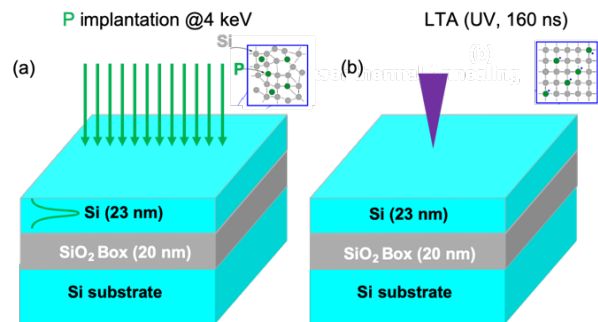 P implantation @4 keV
LTA (UV, 160 ns)
(a)
Si
P
(b)
Si (23 nm)
SiO2 Box (20 nm)
Si substrate
Si (23 nm)
SiO2 Box (20 nm)
Si substrate